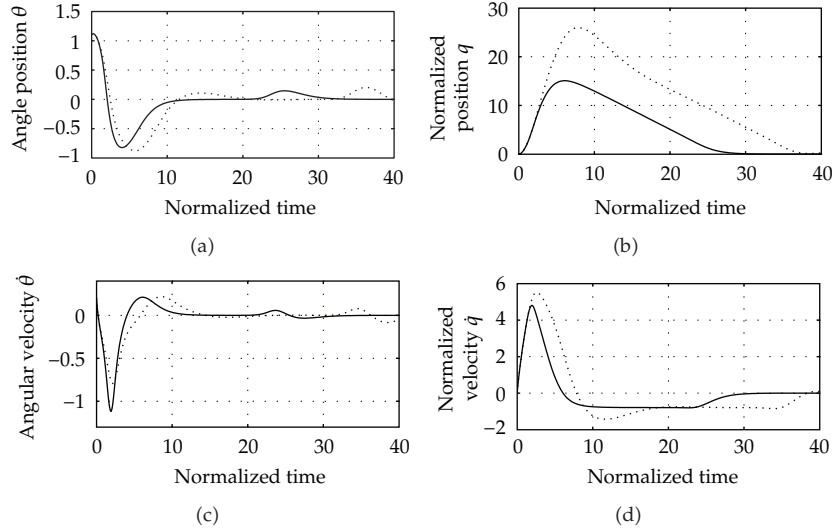 1.5
1
0.5
0
−0.5
−1
0 10 20 30 40
Angle position θ
Normalized time
(a)
30
20
10
0
0 10 20 30 40
Normalized
position q
Normalized time
(b)
0
−0.5
−1
0 10 20 30 40
Angular velocity θ̇
Normalized time
(c)
6
4
2
0
−2
0 10 20 30 40
Normalized
velocity q̇
Normalized time
(d)